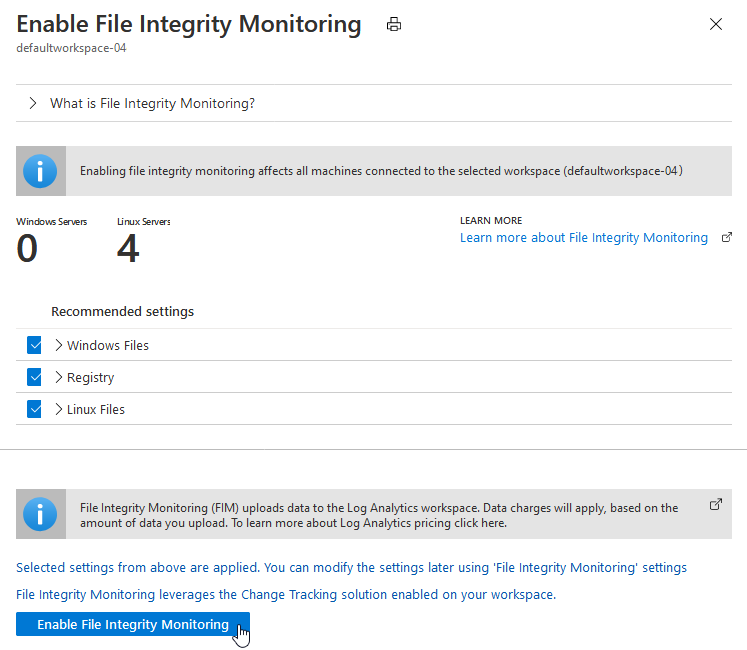 Enable File Integrity Monitoring
defaultworkspace-04
What is File Integrity Monitoring?
Enabling file integrity monitoring affects all machines connected to the selected workspace (defaultworkspace-04)
Windows Servers
0
Linux Servers
4
LEARN MORE
Learn more about File Integrity Monitoring
Recommended settings
Windows Files
Registry
Linux Files
File Integrity Monitoring (FIM) uploads data to the Log Analytics workspace. Data charges will apply, based on the
amount of data you upload. To learn more about Log Analytics pricing click here.
Selected settings from above are applied. You can modify the settings later using 'File Integrity Monitoring' settings
File Integrity Monitoring leverages the Change Tracking solution enabled on your workspace.
Enable File Integrity Monitoring